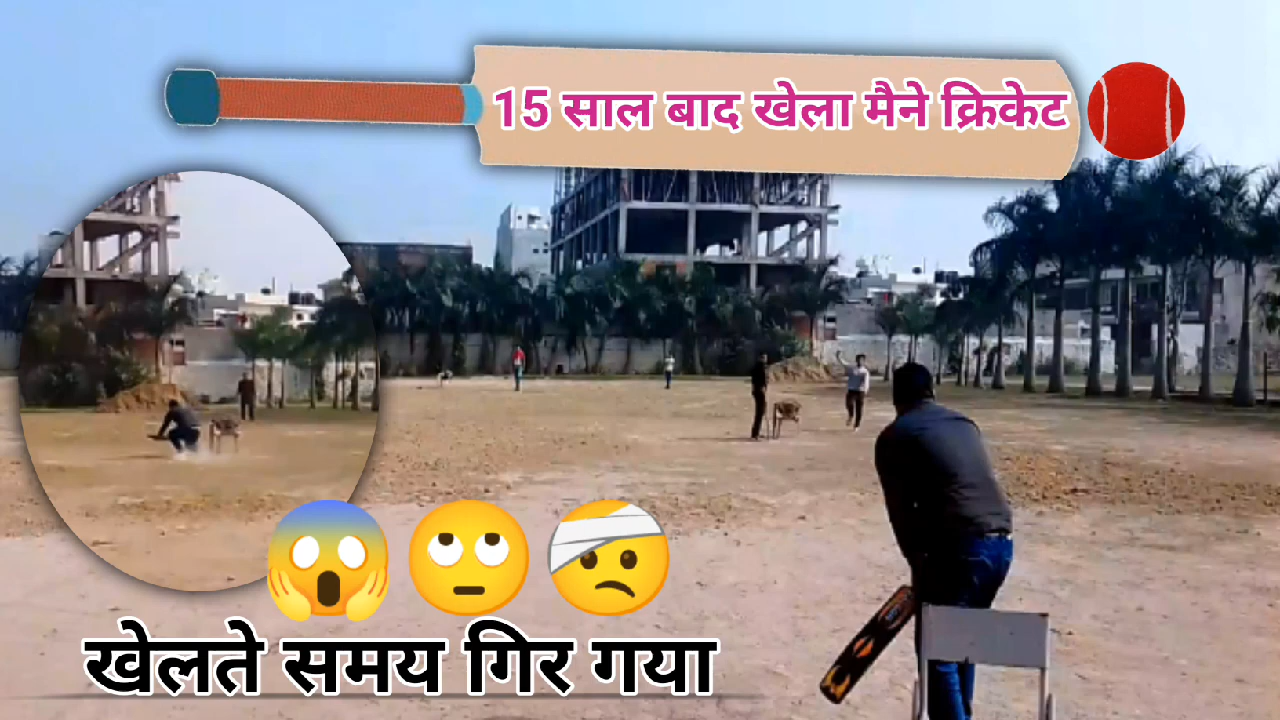 15 साल बाद खेला मैने क्रिकेट
खेलते समय गिर गया